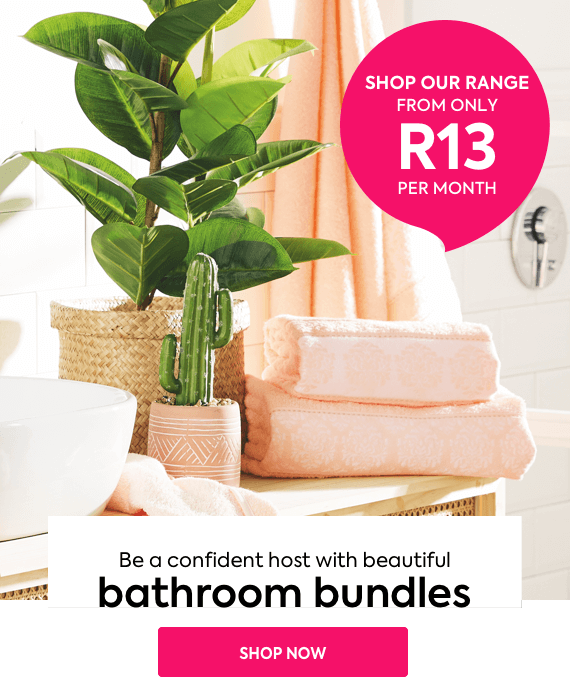 SHOP OUR RANGE
FROM ONLY
R13
PER MONTH
Be a confident host with beautiful
bathroom bundles
SHOP NOW